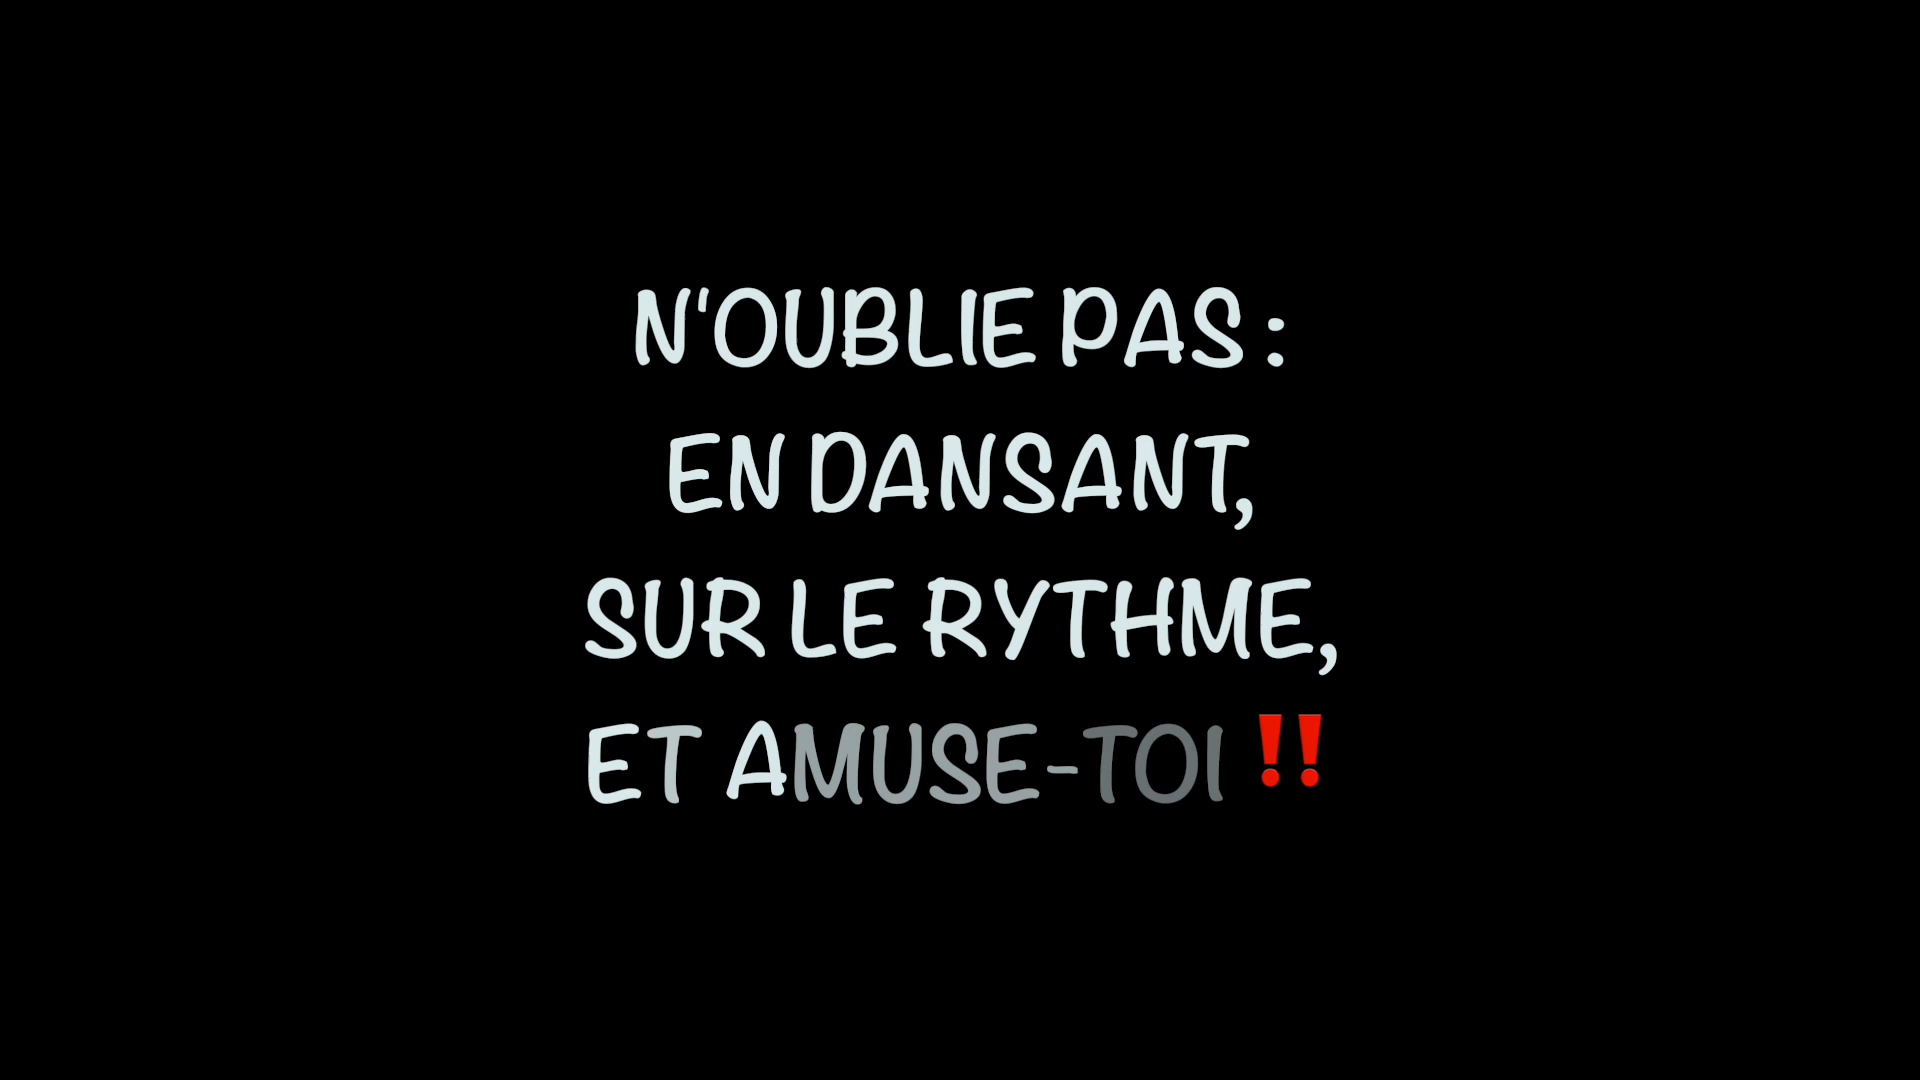 N'OUBLIE PAS :
EN DANSANT,
SUR LE RYTHME,
ET AMUSE-TOI ‼️